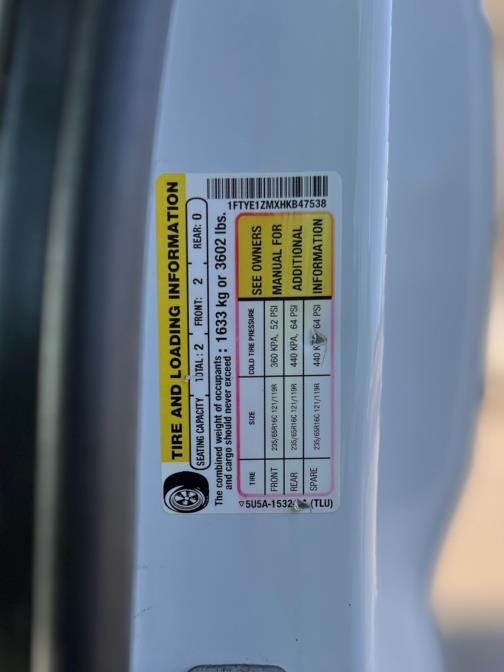 TIRE AND LOADING INFORMATION
SEATING CAPACITY TOTAL: 2 FRONT: 2 REAR: 0
The combined weight of occupants : 1633 kg or 3602 lbs.
and cargo should never exceed
1FTYE1ZMXHKB47538
TIRE SIZE COLD TIRE PRESSURE SEE OWNERS
FRONT 235/65R16C 121/119R 360 KPA, 52 PSI MANUAL FOR
REAR 235/65R16C 121/119R 440 KPA, 64 PSI ADDITIONAL
SPARE 235/65R16C 121/119R 440 K 64 PSI INFORMATION
5U5A-1532 (TLU)